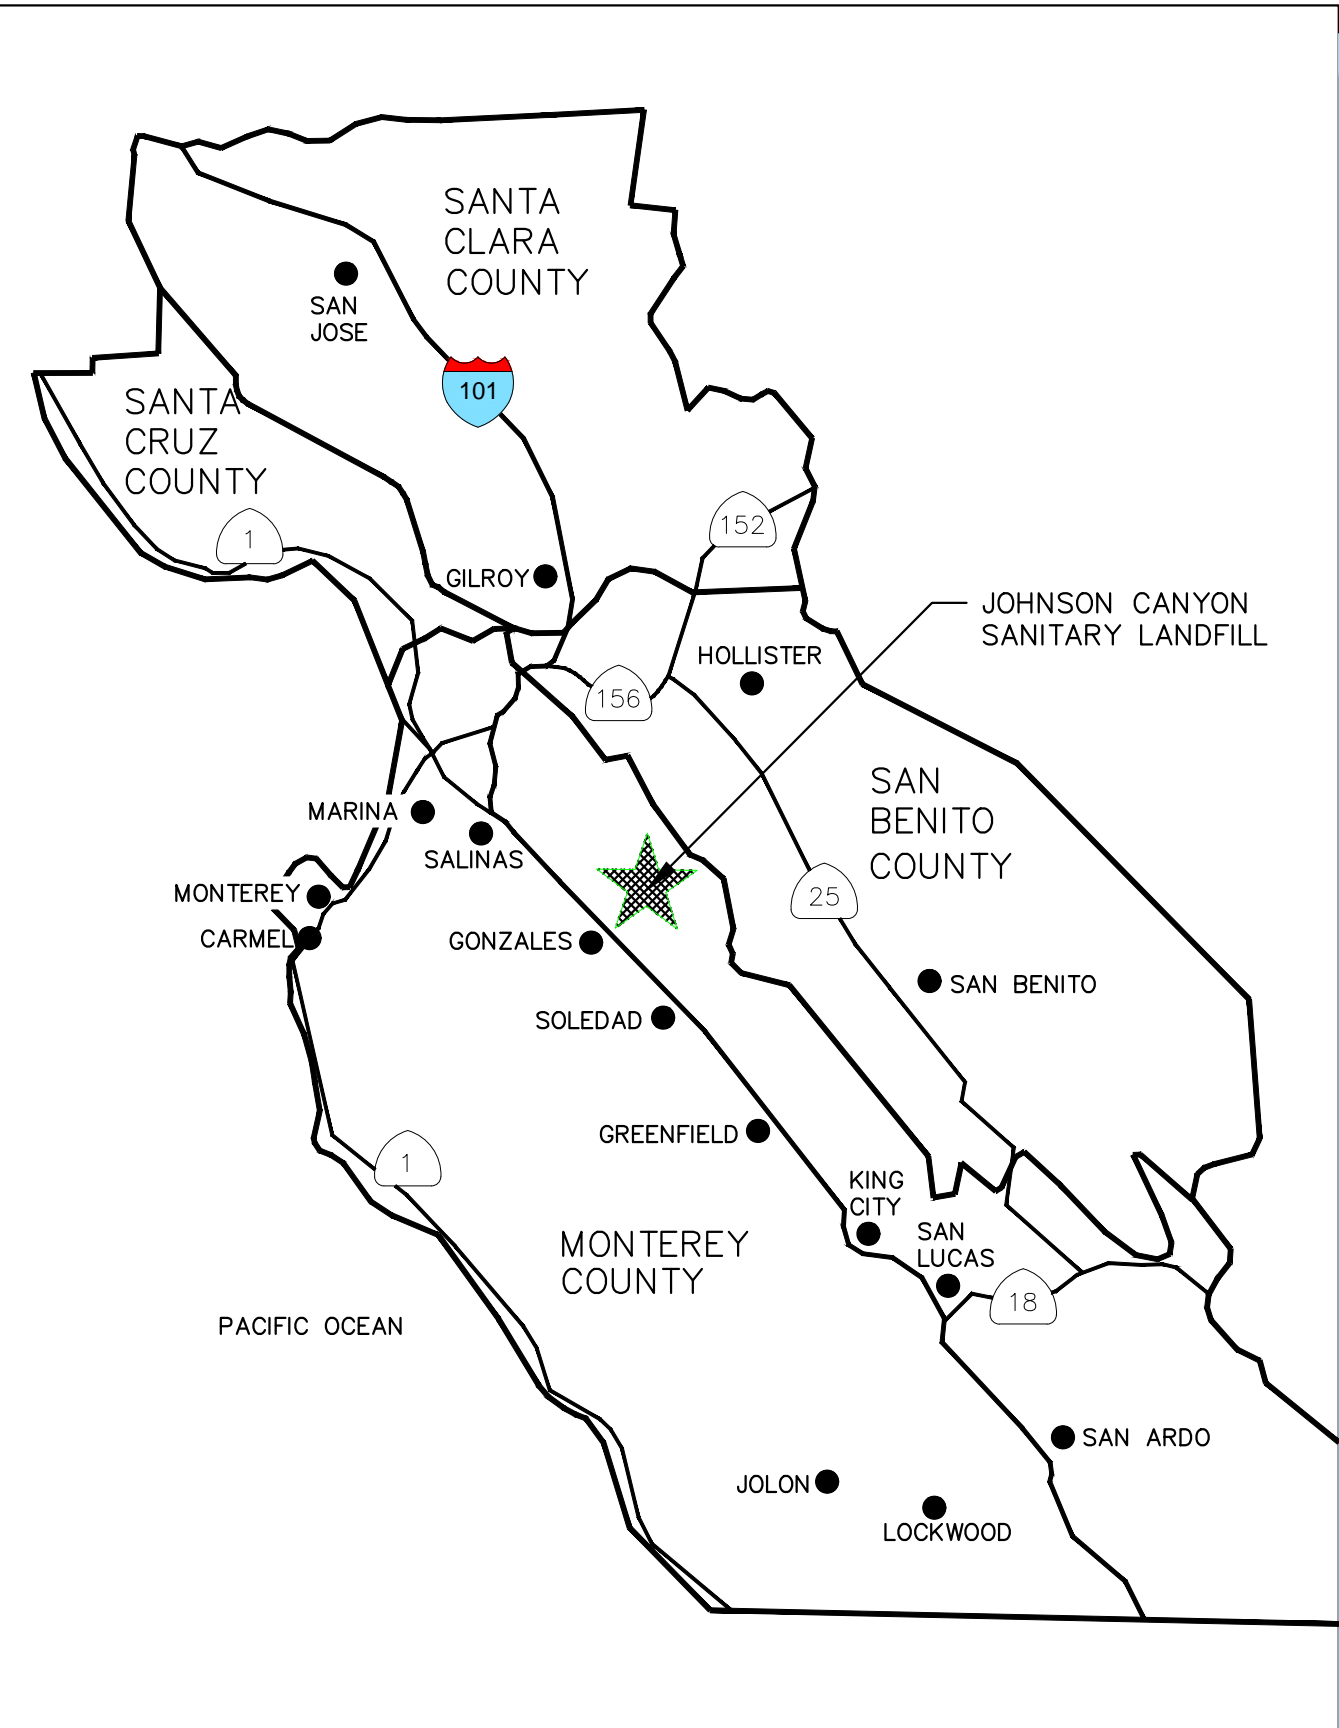 SANTA
CLARA
COUNTY
SAN
JOSE
101
SANTA
CRUZ
COUNTY
1
152
GILROY
JOHNSON CANYON
SANITARY LANDFILL
HOLLISTER
156
SAN
BENITO
COUNTY
MARINA
SALINAS
MONTEREY
25
CARMEL
GONZALES
SAN BENITO
SOLEDAD
GREENFIELD
1
KING
CITY
SAN
LUCAS
MONTEREY
COUNTY
18
PACIFIC OCEAN
SAN ARDO
JOLON
LOCKWOOD